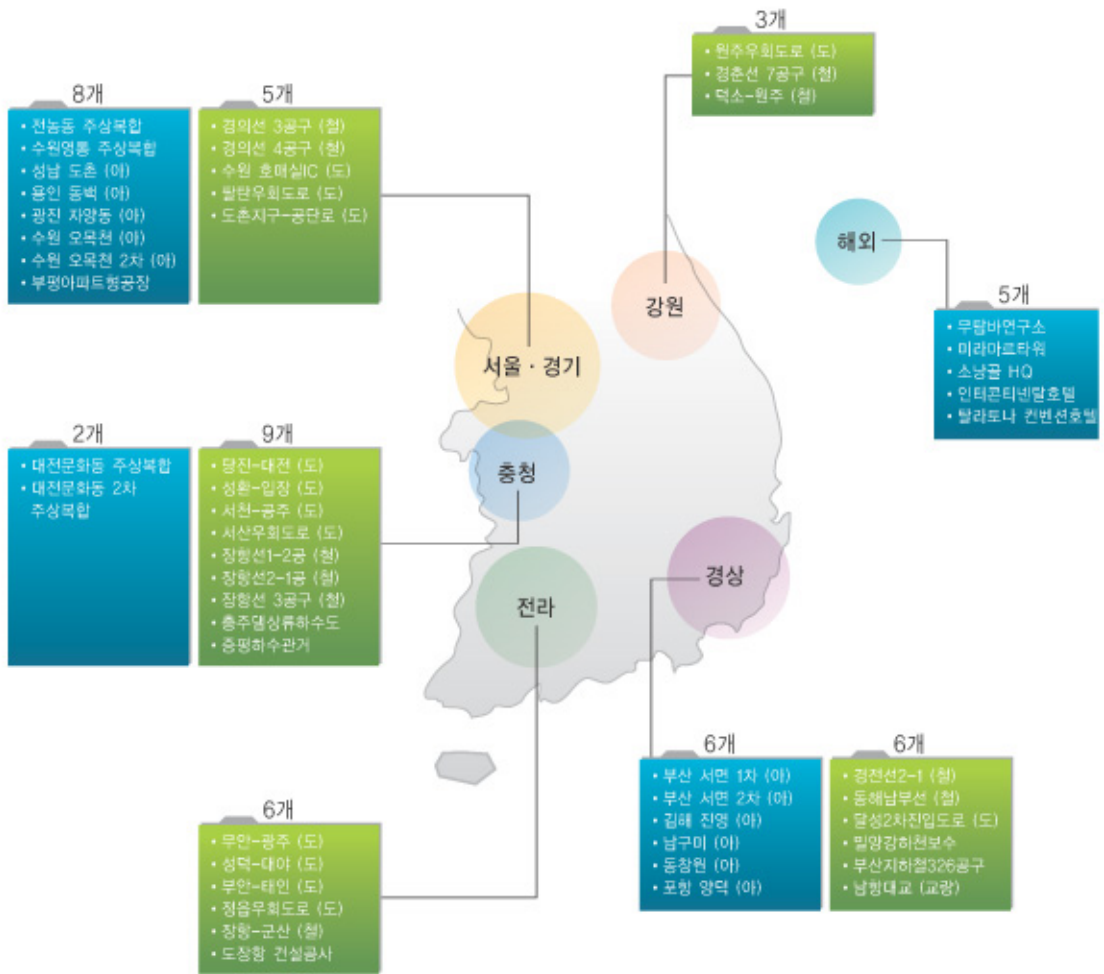 3개
• 원주우회도로 (도)
• 경춘선 7공구 (철)
• 덕소-원주 (철)
8개
• 전농동 주상복합
• 수원영통 주상복합
• 성남 도촌 (아)
• 용인 동백 (아)
• 광진 자양동 (아)
• 수원 오목천 (아)
• 수원 오목천 2차 (아)
• 부평아파트형공장
5개
• 경의선 3공구 (철)
• 경의선 4공구 (철)
• 수원 호매실IC (도)
• 팔탄우회도로 (도)
• 도촌지구-공단로 (도)
해외
강원
서울 · 경기
5개
• 무탐바연구소
• 미라마르타워
• 소낭골 HQ
• 인터콘티넨탈호텔
• 탈라토나 컨벤션호텔
2개
• 대전문화동 주상복합
• 대전문화동 2차
주상복합
9개
• 당진-대전 (도)
• 성환-입장 (도)
• 서천-공주 (도)
• 서산우회도로 (도)
• 장항선1-2공 (철)
• 장항선2-1공 (철)
• 장항선 3공구 (철)
• 충주댐상류하수도
• 증평하수관거
충청
경상
전라
6개
• 무안-광주 (도)
• 성덕-대야 (도)
• 부안-태인 (도)
• 정읍우회도로 (도)
• 장항-군산 (철)
• 도장항 건설공사
6개
• 부산 서면 1차 (아)
• 부산 서면 2차 (아)
• 김해 진영 (아)
• 남구미 (아)
• 동창원 (아)
• 포항 양덕 (아)
6개
• 경전선2-1 (철)
• 동해남부선 (철)
• 달성2차진입도로 (도)
• 밀양강하천보수
• 부산지하철326공구
• 남항대교 (교량)